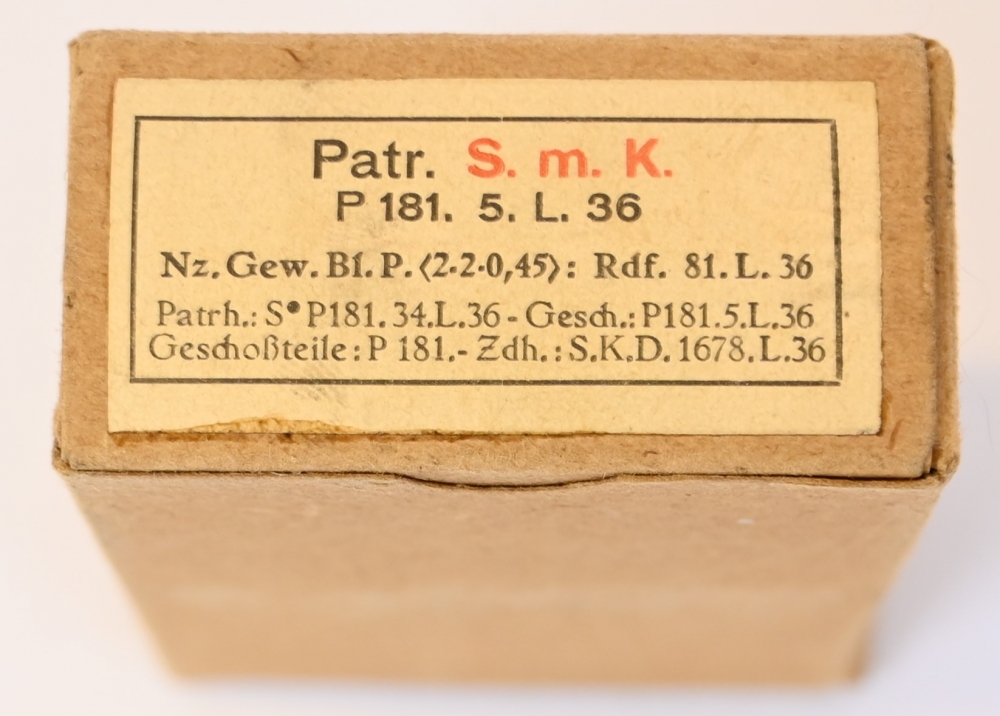 Patr. S. m. K.
P 181. 5. L. 36
Nz. Gew. Bl. P. (2·2·0,45): Rdf. 81. L. 36
Patrh.: S* P181. 34. L. 36 - Gesch.: P181. 5. L. 36
Geschoßteile: P 181. - Zdh.: S.K.D. 1678. L. 36